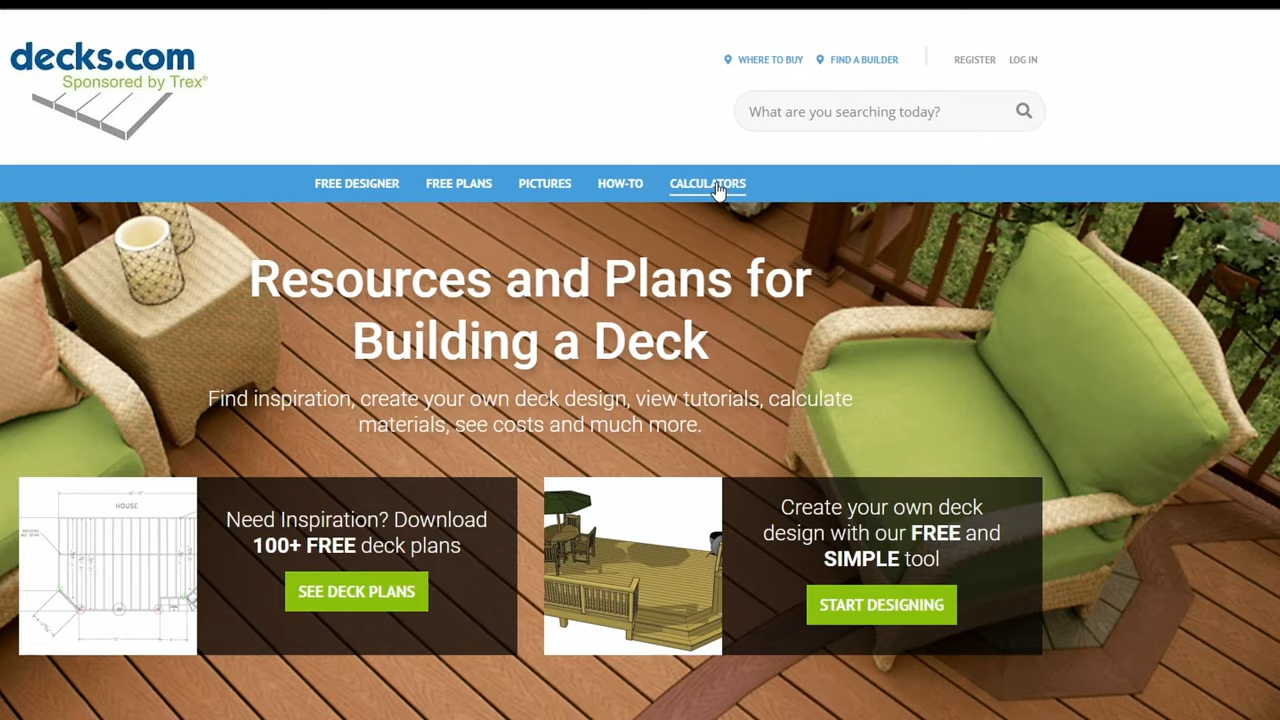 decks.com
Sponsored by Trex®
WHERE TO BUY
FIND A BUILDER
REGISTER
LOG IN
What are you searching today?
FREE DESIGNER
FREE PLANS
PICTURES
HOW-TO
CALCULATORS
Resources and Plans for
Building a Deck
Find inspiration, create your own deck design, view tutorials, calculate
materials, see costs and much more.
HOUSE
Need Inspiration? Download
100+ FREE deck plans
SEE DECK PLANS
Create your own deck
design with our FREE and
SIMPLE tool
START DESIGNING